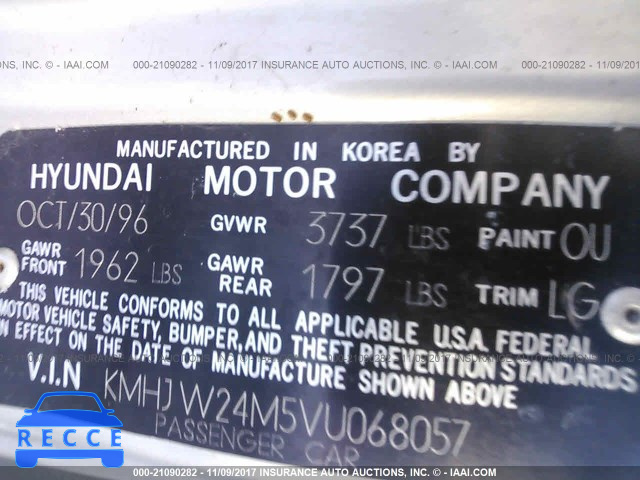 INC. - IAAI.COM 000-21090282 - 11/09/2017 INSURANCE AUTO AUCTIONS, INC. - IAAI.COM 000-21090282 - 11/09/2017
MANUFACTURED IN KOREA BY
HYUNDAI MOTOR COMPANY
OCT/30/96 GVWR 3737 LBS PAINT OU
GAWR FRONT 1962 LBS GAWR REAR 1797 LBS TRIM LG
THIS VEHICLE CONFORMS TO ALL APPLICABLE U.S.A. FEDERAL
MOTOR VEHICLE SAFETY, BUMPER, AND THEFT PREVENTION STANDARDS
IN EFFECT ON THE DATE OF MANUFACTURE SHOWN ABOVE
V.I.N KMHJW24M5VU068057
PASSENGER CAR
000-21090282 - 11/09/2017 INSURANCE AUTO AUCTIONS, INC. - IAAI.COM